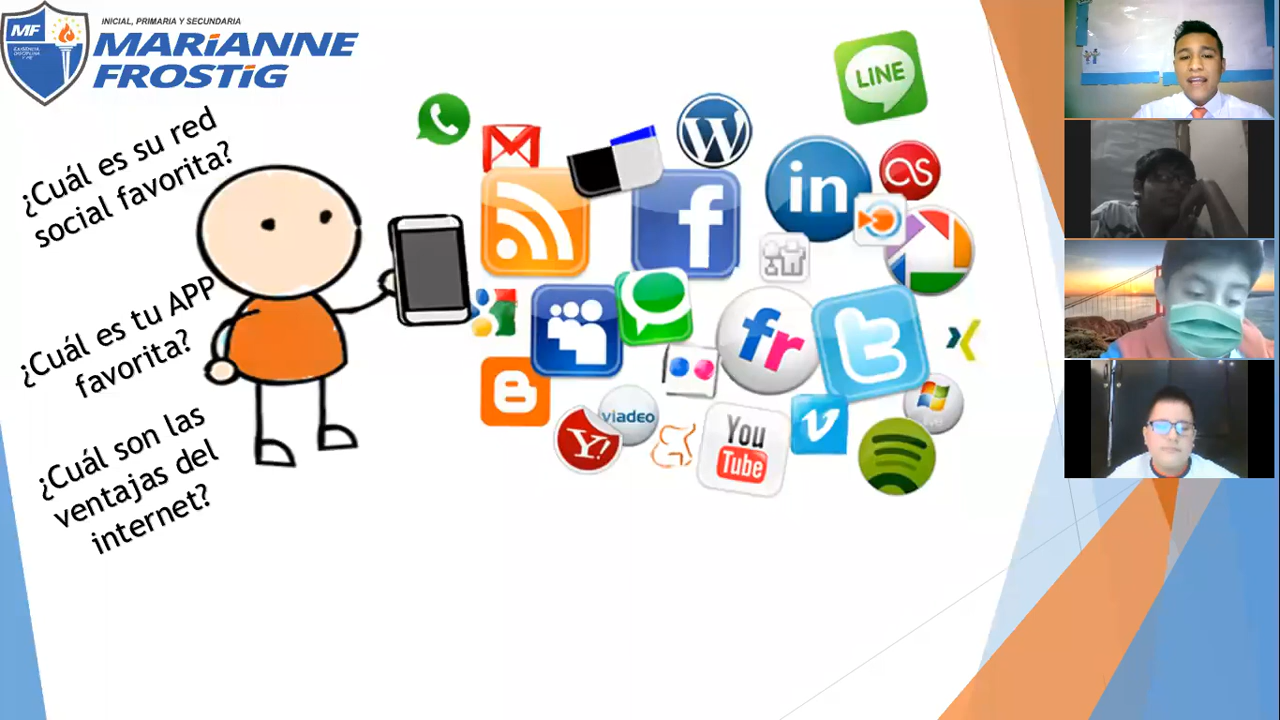 MF
INICIAL, PRIMARIA Y SECUNDARIA
MARiANNE
FROSTiG
¿Cuál es su red
social favorita?
¿Cuál es tu APP
favorita?
¿Cuál son las
ventajas del
internet?
LINE
W
in
f
fr
t
B
viadeo
Y!
You
Tube
v